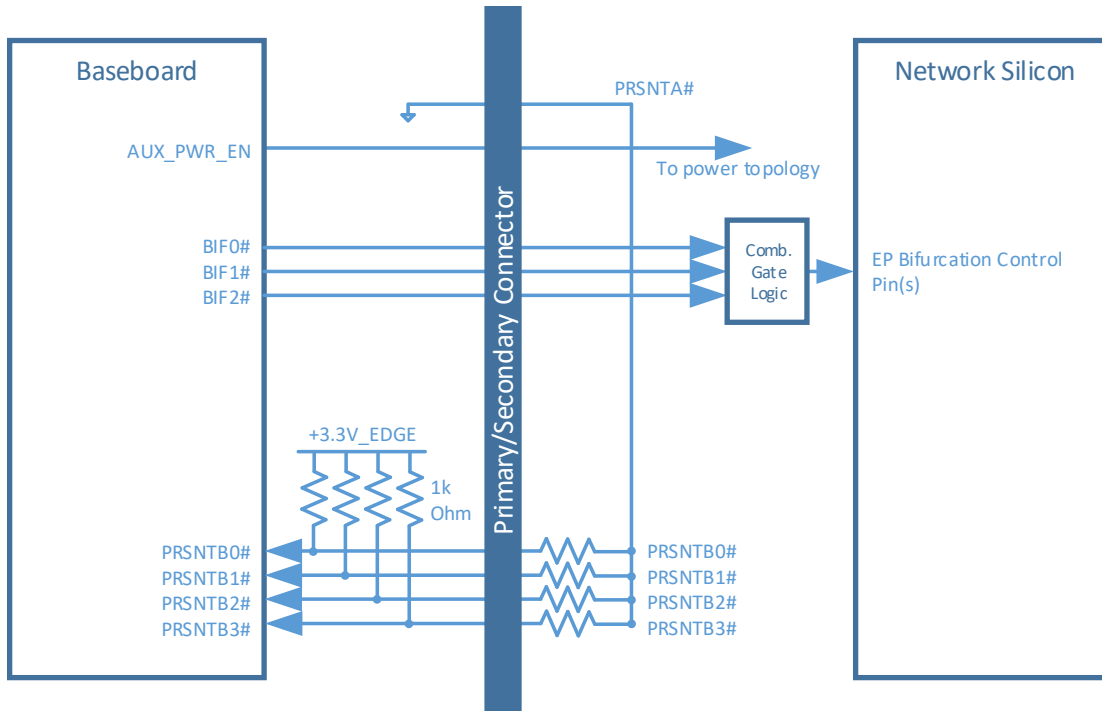 Baseboard
Network Silicon
PRSNTA#
AUX_PWR_EN
To power topology
Primary/Secondary Connector
BIF0#
BIF1#
BIF2#
Comb.
Gate
Logic
EP Bifurcation Control
Pin(s)
+3.3V_EDGE
1k
Ohm
PRSNTB0#
PRSNTB1#
PRSNTB2#
PRSNTB3#
PRSNTB0#
PRSNTB1#
PRSNTB2#
PRSNTB3#